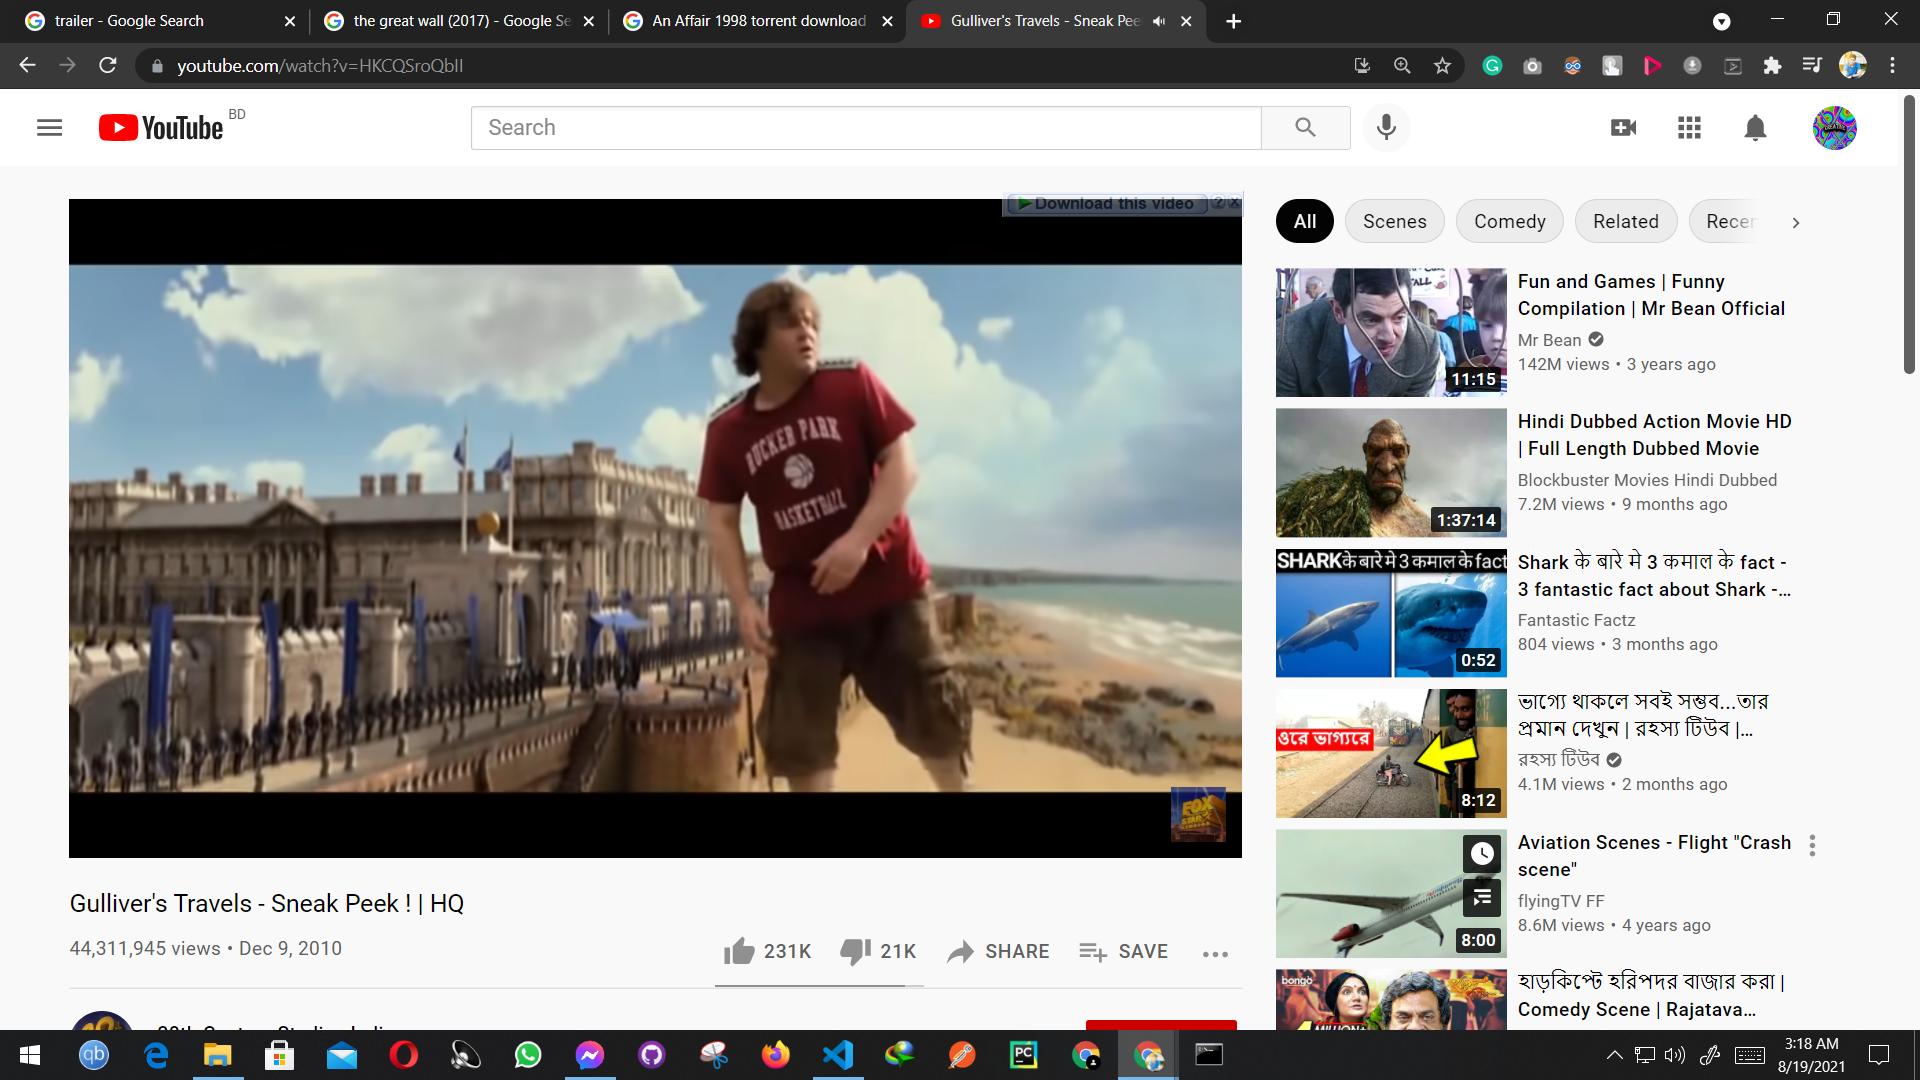 trailer - Google Search
the great wall (2017) - Google Se
An Affair 1998 torrent download
Gulliver's Travels - Sneak Pee
youtube.com/watch?v=HKCQSroQbII
YouTube BD
Search
Download this video
RUCKER PARK
BASKETBALL
FOX
STAR
STUDIOS
Gulliver's Travels - Sneak Peek ! | HQ
44,311,945 views • Dec 9, 2010
231K 21K SHARE SAVE
All Scenes Comedy Related Recen
11:15
Fun and Games | Funny
Compilation | Mr Bean Official
Mr Bean
142M views • 3 years ago
1:37:14
Hindi Dubbed Action Movie HD
| Full Length Dubbed Movie
Blockbuster Movies Hindi Dubbed
7.2M views • 9 months ago
SHARK के बारे मे 3 कमाल के fact
0:52
Shark के बारे मे 3 कमाल के fact -
3 fantastic fact about Shark -...
Fantastic Factz
804 views • 3 months ago
ওরে ভাগ্যরে
8:12
ভাগ্যে থাকলে সবই সম্ভব...তার
প্রমান দেখুন | রহস্য টিউব |...
রহস্য টিউব
4.1M views • 2 months ago
8:00
Aviation Scenes - Flight "Crash
scene"
flyingTV FF
8.6M views • 4 years ago
bongo
হাড়কিপ্টে হরিপদর বাজার করা |
Comedy Scene | Rajatava...
qb
PC
3:18 AM
8/19/2021